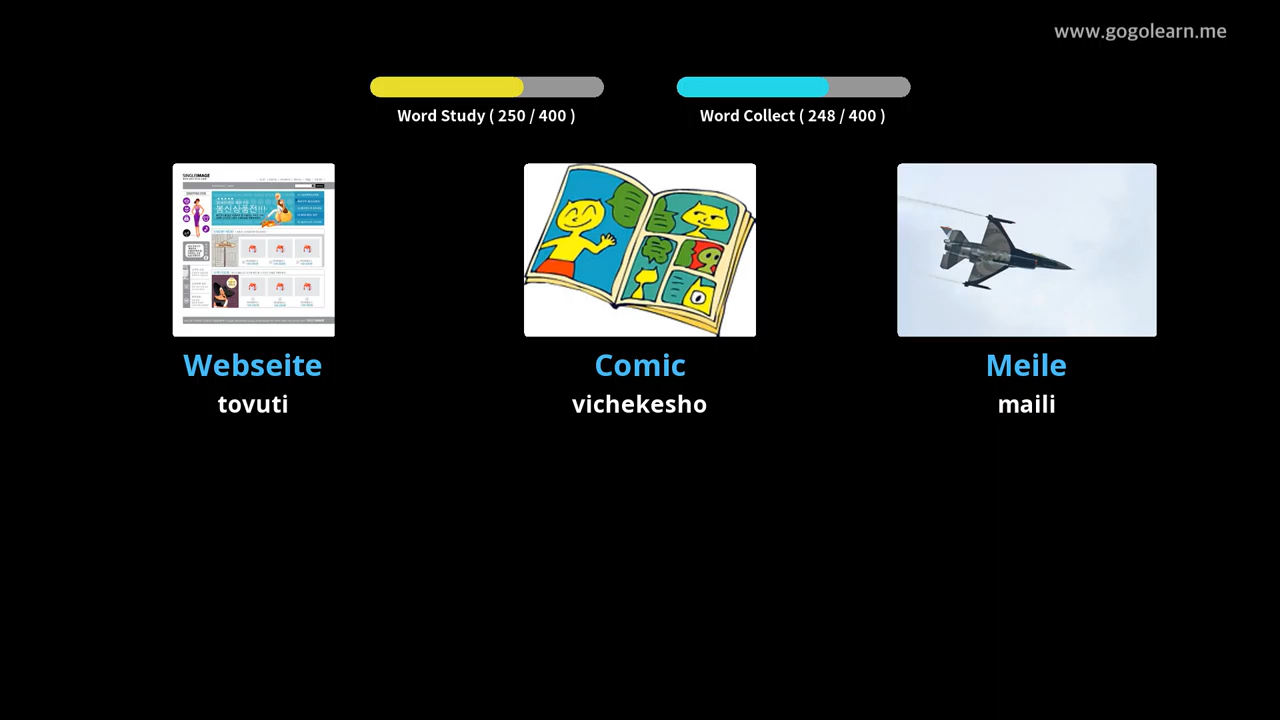 www.gogolearn.me
Word Study ( 250 / 400 )
Word Collect ( 248 / 400 )
Webseite
tovuti
Comic
vichekesho
Meile
maili